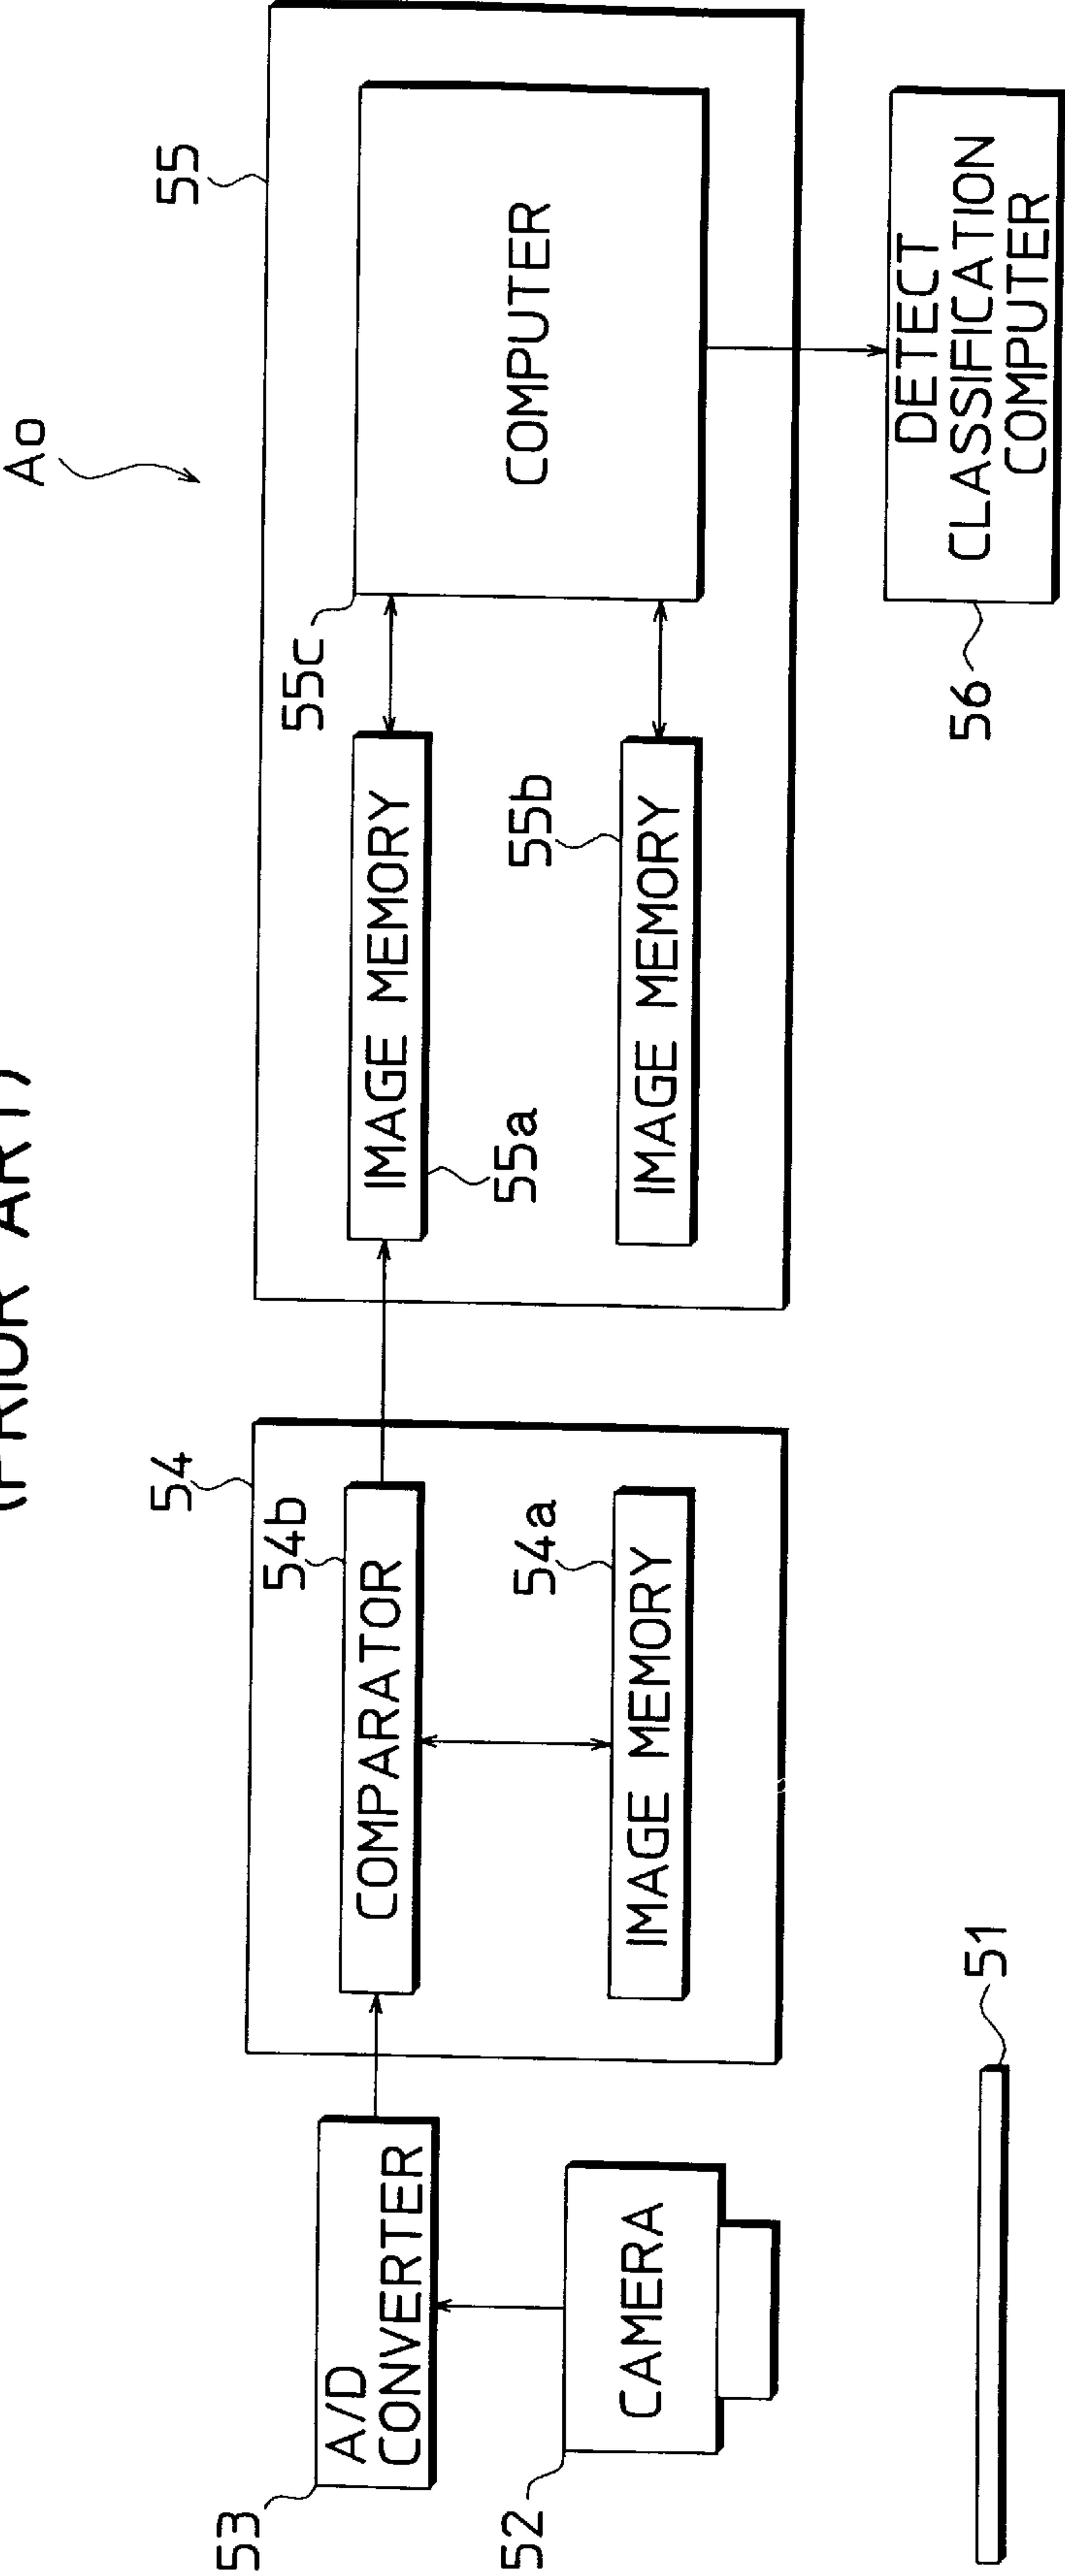 (PRIOR ART)
Ao
53
A/D
CONVERTER
52
CAMERA
51
54
54b
COMPARATOR
54a
IMAGE MEMORY
55
55a
IMAGE MEMORY
55b
IMAGE MEMORY
55c
COMPUTER
56
DETECT
CLASSIFICATION
COMPUTER